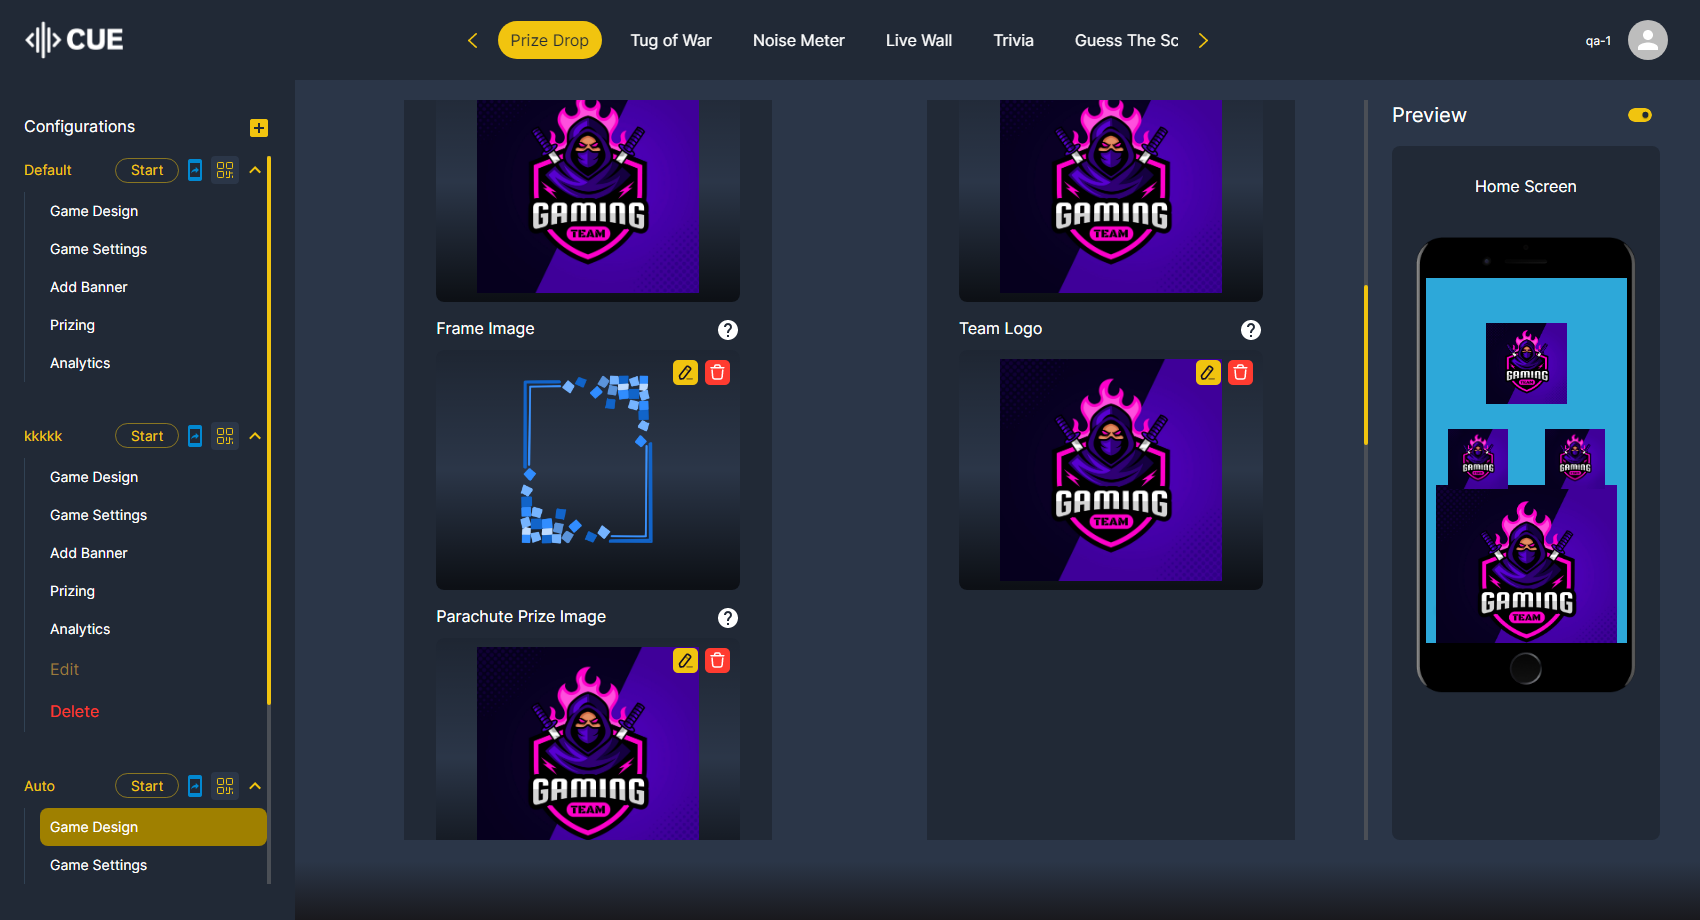 CUE
Prize Drop
Tug of War
Noise Meter
Live Wall
Trivia
Guess The Sc
qa-1
Configurations
Default
Start
Game Design
Game Settings
Add Banner
Prizing
Analytics
kkkkk
Start
Game Design
Game Settings
Add Banner
Prizing
Analytics
Edit
Delete
Auto
Start
Game Design
Game Settings
GAMING
TEAM
Frame Image
?
Parachute Prize Image
?
GAMING
TEAM
GAMING
TEAM
Team Logo
?
GAMING
TEAM
Preview
Home Screen
GAMING
TEAM
GAMING
TEAM
GAMING
TEAM
GAMING
TEAM